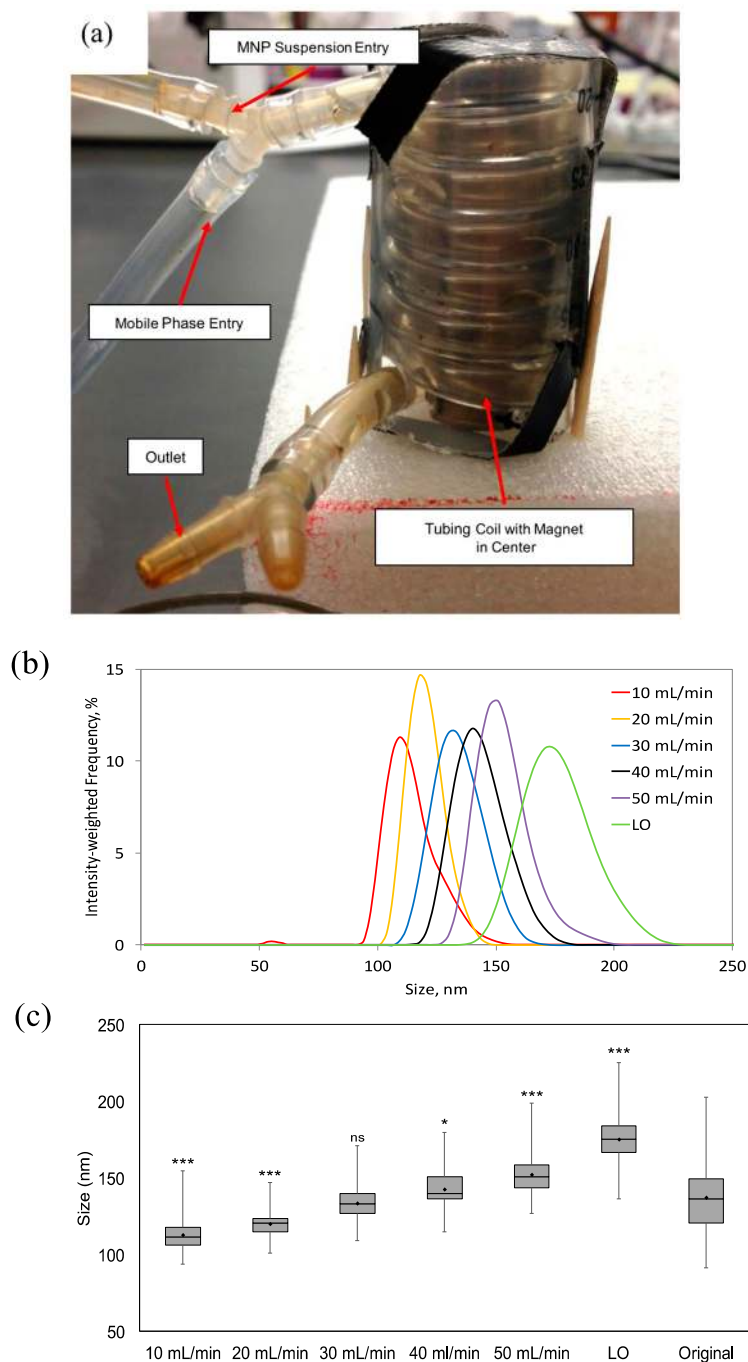 (a)
MNP Suspension Entry
Mobile Phase Entry
Outlet
Tubing Coil with Magnet
in Center
(b)
15
10
5
0
Intensity-weighted Frequency, %
10 mL/min
20 mL/min
30 mL/min
40 mL/min
50 mL/min
LO
0 50 100 150 200 250
Size, nm
(c)
250
200
150
100
50
Size (nm)
*** *** ns * *** ***
10 mL/min 20 mL/min 30 mL/min 40 ml/min 50 mL/min LO Original